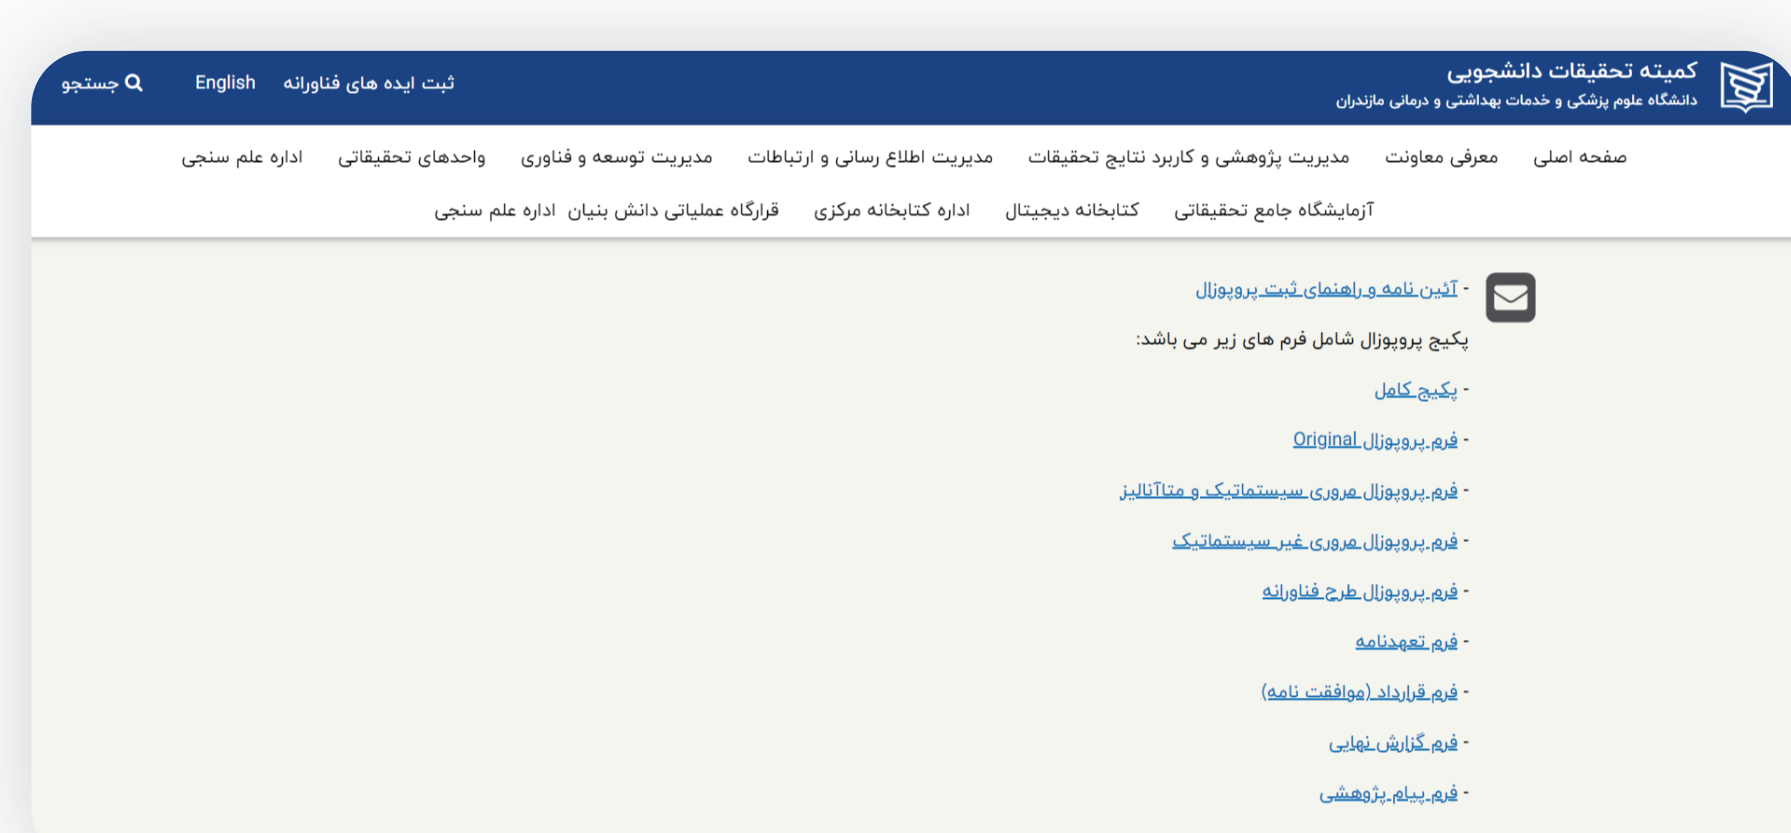 کمیته تحقیقات دانشجویی
دانشگاه علوم پزشکی و خدمات بهداشتی و درمانی مازندران
ثبت ایده های فناورانه English جستجو
صفحه اصلی معرفی معاونت مدیریت پژوهشی و کاربرد نتایج تحقیقات مدیریت اطلاع رسانی و ارتباطات مدیریت توسعه و فناوری واحدهای تحقیقاتی اداره علم سنجی
آزمایشگاه جامع تحقیقاتی کتابخانه دیجیتال اداره کتابخانه مرکزی قرارگاه عملیاتی دانش بنیان اداره علم سنجی
- آئین نامه و راهنمای ثبت پروپوزال
پکیج پروپوزال شامل فرم های زیر می باشد:
- پکیج کامل
- فرم پروپوزال Original
- فرم پروپوزال مروری سیستماتیک و متاآنالیز
- فرم پروپوزال مروری غیر سیستماتیک
- فرم پروپوزال طرح فناورانه
- فرم تعهدنامه
- فرم قرارداد (موافقت نامه)
- فرم گزارش نهایی
- فرم پیام پژوهشی